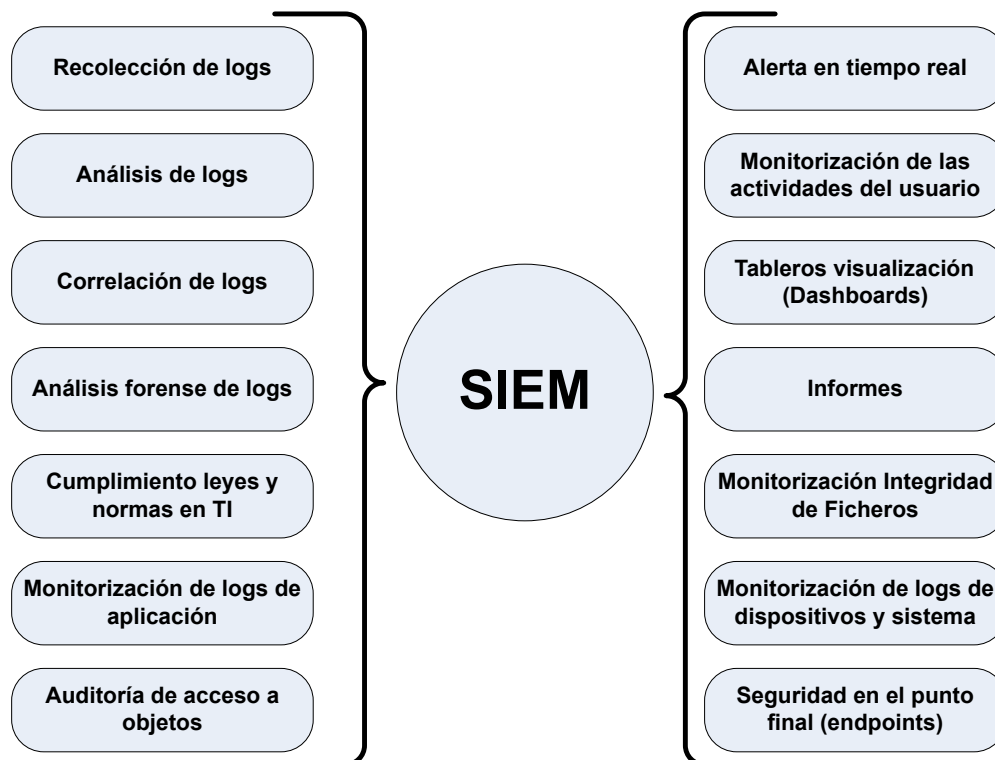 Recolección de logs
Análisis de logs
Correlación de logs
Análisis forense de logs
Cumplimiento leyes y
normas en TI
Monitorización de logs de
aplicación
Auditoría de acceso a
objetos
SIEM
Alerta en tiempo real
Monitorización de las
actividades del usuario
Tableros visualización
(Dashboards)
Informes
Monitorización Integridad
de Ficheros
Monitorización de logs de
dispositivos y sistema
Seguridad en el punto
final (endpoints)